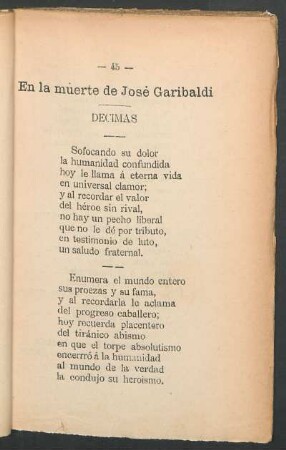 — 45 —
En la muerte de José Garibaldi
DECIMAS
Sofocando su dolor
la humanidad confundida
hoy le llama á eterna vida
en universal clamor;
y al recordar el valor
del héroe sin rival,
no hay un pecho liberal
que no le dé por tributo,
en testimonio de luto,
un saludo fraternal.
Enumera el mundo entero
sus proezas y su fama,
y al recordarla le aclama
del progreso caballero;
hoy recuerda placentero
del tiránico abismo
en que el torpe absolutismo
encerrró á la humanidad
al mundo de la verdad
la condujo su heroismo.